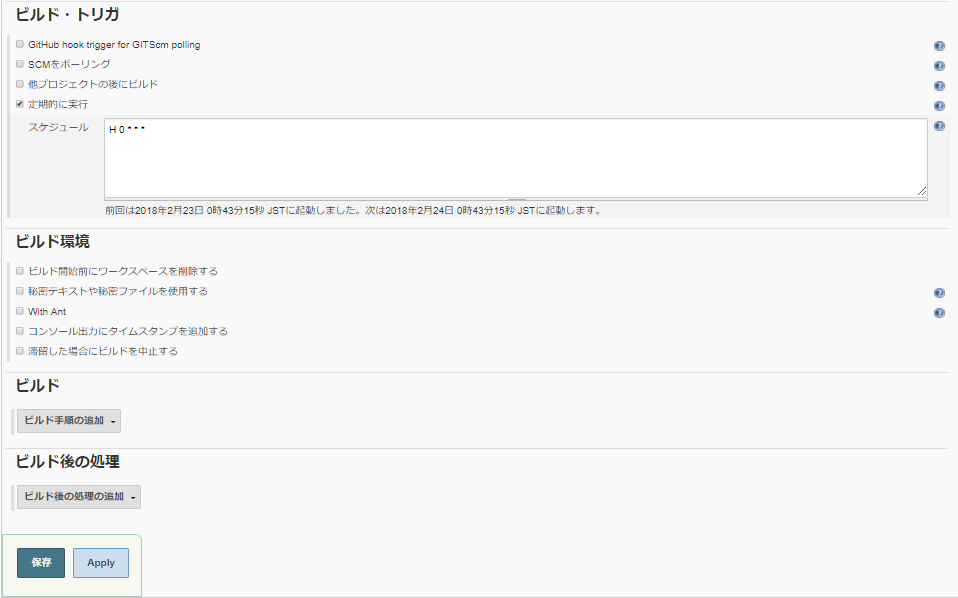 ビルド・トリガ
GitHub hook trigger for GITScm polling
SCMをポーリング
他プロジェクトの後にビルド
定期的に実行
スケジュール
H 0 * * *
前回は2018年2月23日 0時43分15秒 JSTに起動しました。次は2018年2月24日 0時43分15秒 JSTに起動します。
ビルド環境
ビルド開始前にワークスペースを削除する
秘密テキストや秘密ファイルを使用する
With Ant
コンソール出力にタイムスタンプを追加する
滞留した場合にビルドを中止する
ビルド
ビルド手順の追加
ビルド後の処理
ビルド後の処理の追加
保存
Apply